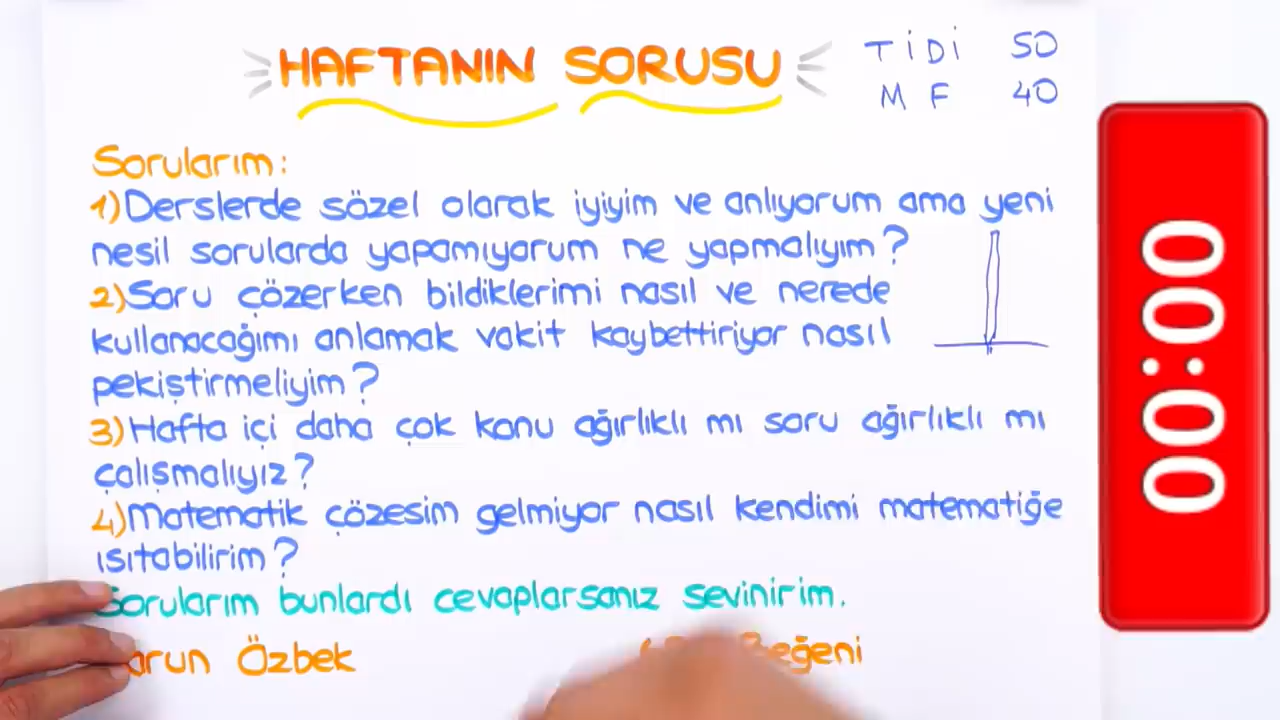 HAFTANIN SORUSU
TİDİ 50
MF 40
Sorularım:
1)Derslerde sözel olarak iyiyim ve anlıyorum ama yeni
nesil sorularda yapamıyorum ne yapmalıyım?
2)Soru çözerken bildiklerimi nasıl ve nerede
kullanacağımı anlamak vakit kaybettiriyor nasıl
pekiştirmeliyim?
3)Hafta içi daha çok konu ağırlıklı mı soru ağırlıklı mı
çalışmalıyız?
4)Matematik çözesim gelmiyor nasıl kendimi matematiğe
ısıtabilirim?
Sorularım bunlardı cevaplarsanız sevinirim.
Özbek
Beğeni
00:00